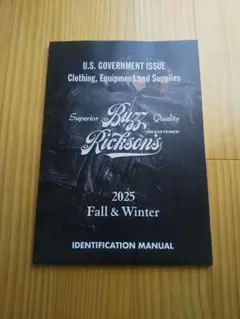 U.S. GOVERNMENT ISSUE
Clothing, Equipment and Supplies
Superior Quality
Buzz
Rickson's
REGISTERED
2025
Fall & Winter
IDENTIFICATION MANUAL